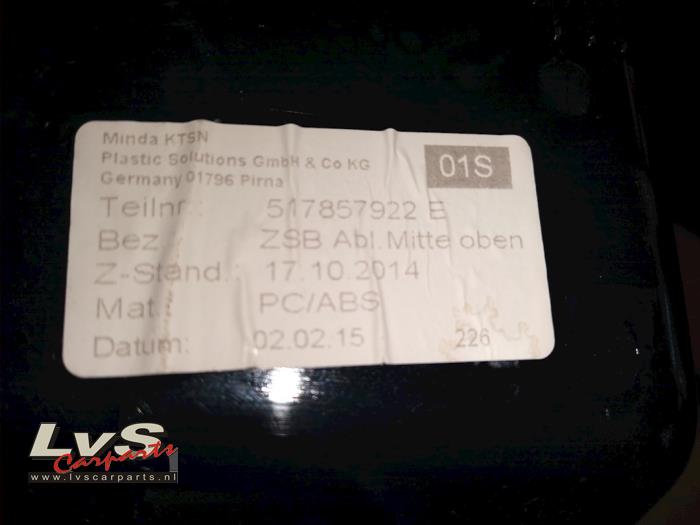 Minda KTSN
Plastic Solutions GmbH & Co KG
Germany 01796 Pirna
01S
Teilnr.: 517857922 E
Bez.: ZSB Abl.Mitte oben
Z-Stand.: 17.10.2014
Mat.: PC/ABS
Datum: 02.02.15 226
LvS
Carparts
www.lvscarparts.nl